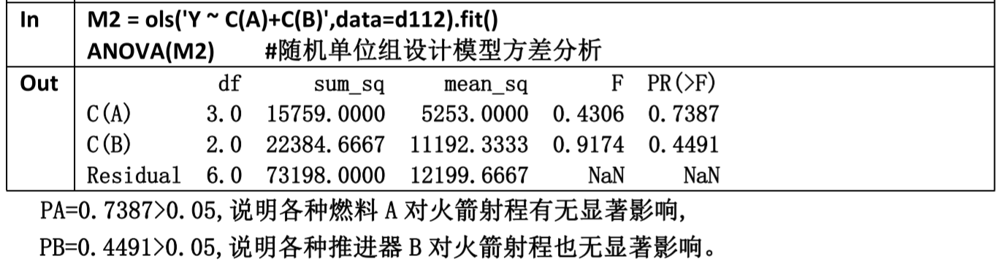 In M2 = ols('Y ~ C(A)+C(B)',data=d112).fit()
ANOVA(M2) #随机单位组设计模型方差分析
Out df sum_sq mean_sq F PR(>F)
C(A) 3.0 15759.0000 5253.0000 0.4306 0.7387
C(B) 2.0 22384.6667 11192.3333 0.9174 0.4491
Residual 6.0 73198.0000 12199.6667 NaN NaN
PA=0.7387>0.05,说明各种燃料 A 对火箭射程有无显著影响,
PB=0.4491>0.05,说明各种推进器 B 对火箭射程也无显著影响。